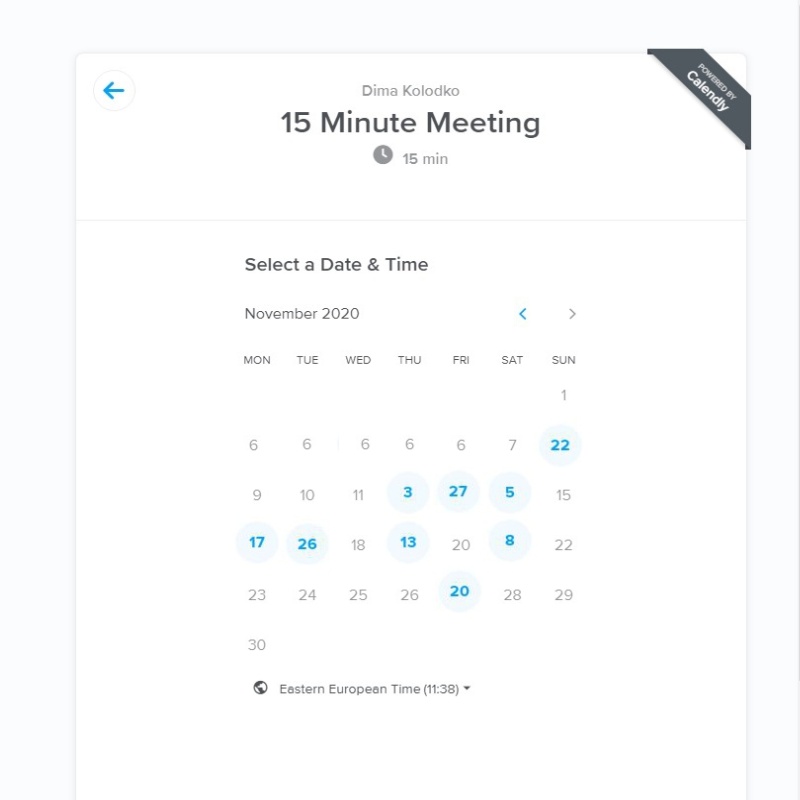 POWERED BY
Calendly
Dima Kolodko
15 Minute Meeting
15 min
Select a Date & Time
November 2020
MON TUE WED THU FRI SAT SUN
1
6 6 6 6 6 7 22
9 10 11 3 27 5 15
17 26 18 13 20 8 22
23 24 25 26 20 28 29
30
Eastern European Time (11:38)